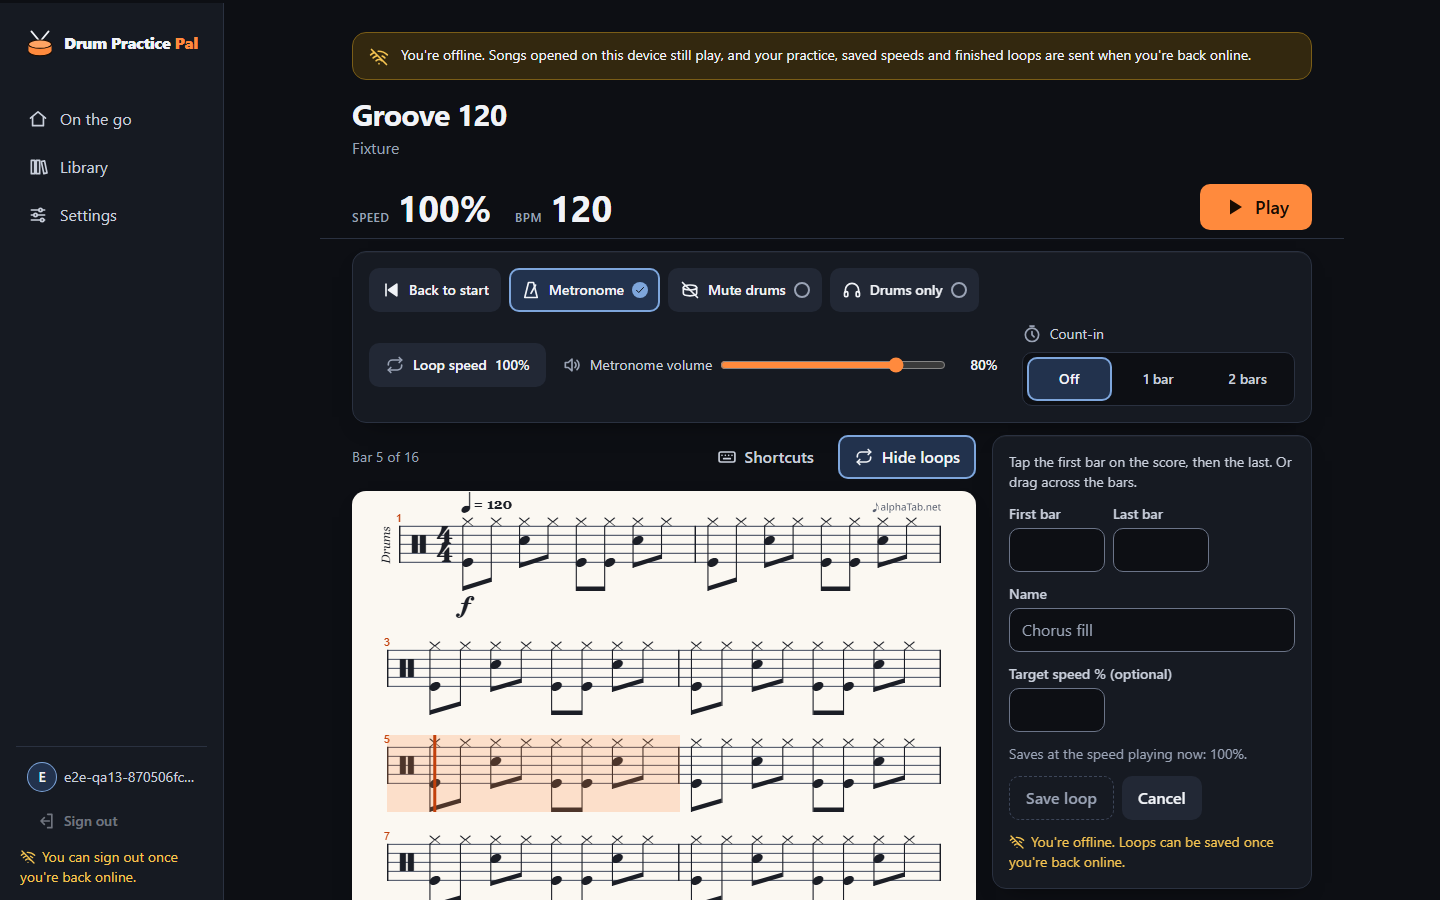 Drum Practice Pal
On the go
Library
Settings
e2e-qa13-870506fc...
Sign out
You can sign out once
you're back online.
You're offline. Songs opened on this device still play, and your practice, saved speeds and finished loops are sent when you're back online.
Groove 120
Fixture
SPEED 100% BPM 120
Play
Back to start
Metronome
Mute drums
Drums only
Loop speed 100%
Metronome volume
80%
Count-in
Off
1 bar
2 bars
Bar 5 of 16
Shortcuts
Hide loops
= 120
alphaTab.net
Drums
1
4
4
f
3
5
7
Tap the first bar on the score, then the last. Or
drag across the bars.
First bar
Last bar
Name
Chorus fill
Target speed % (optional)
Saves at the speed playing now: 100%.
Save loop
Cancel
You're offline. Loops can be saved once
you're back online.
E